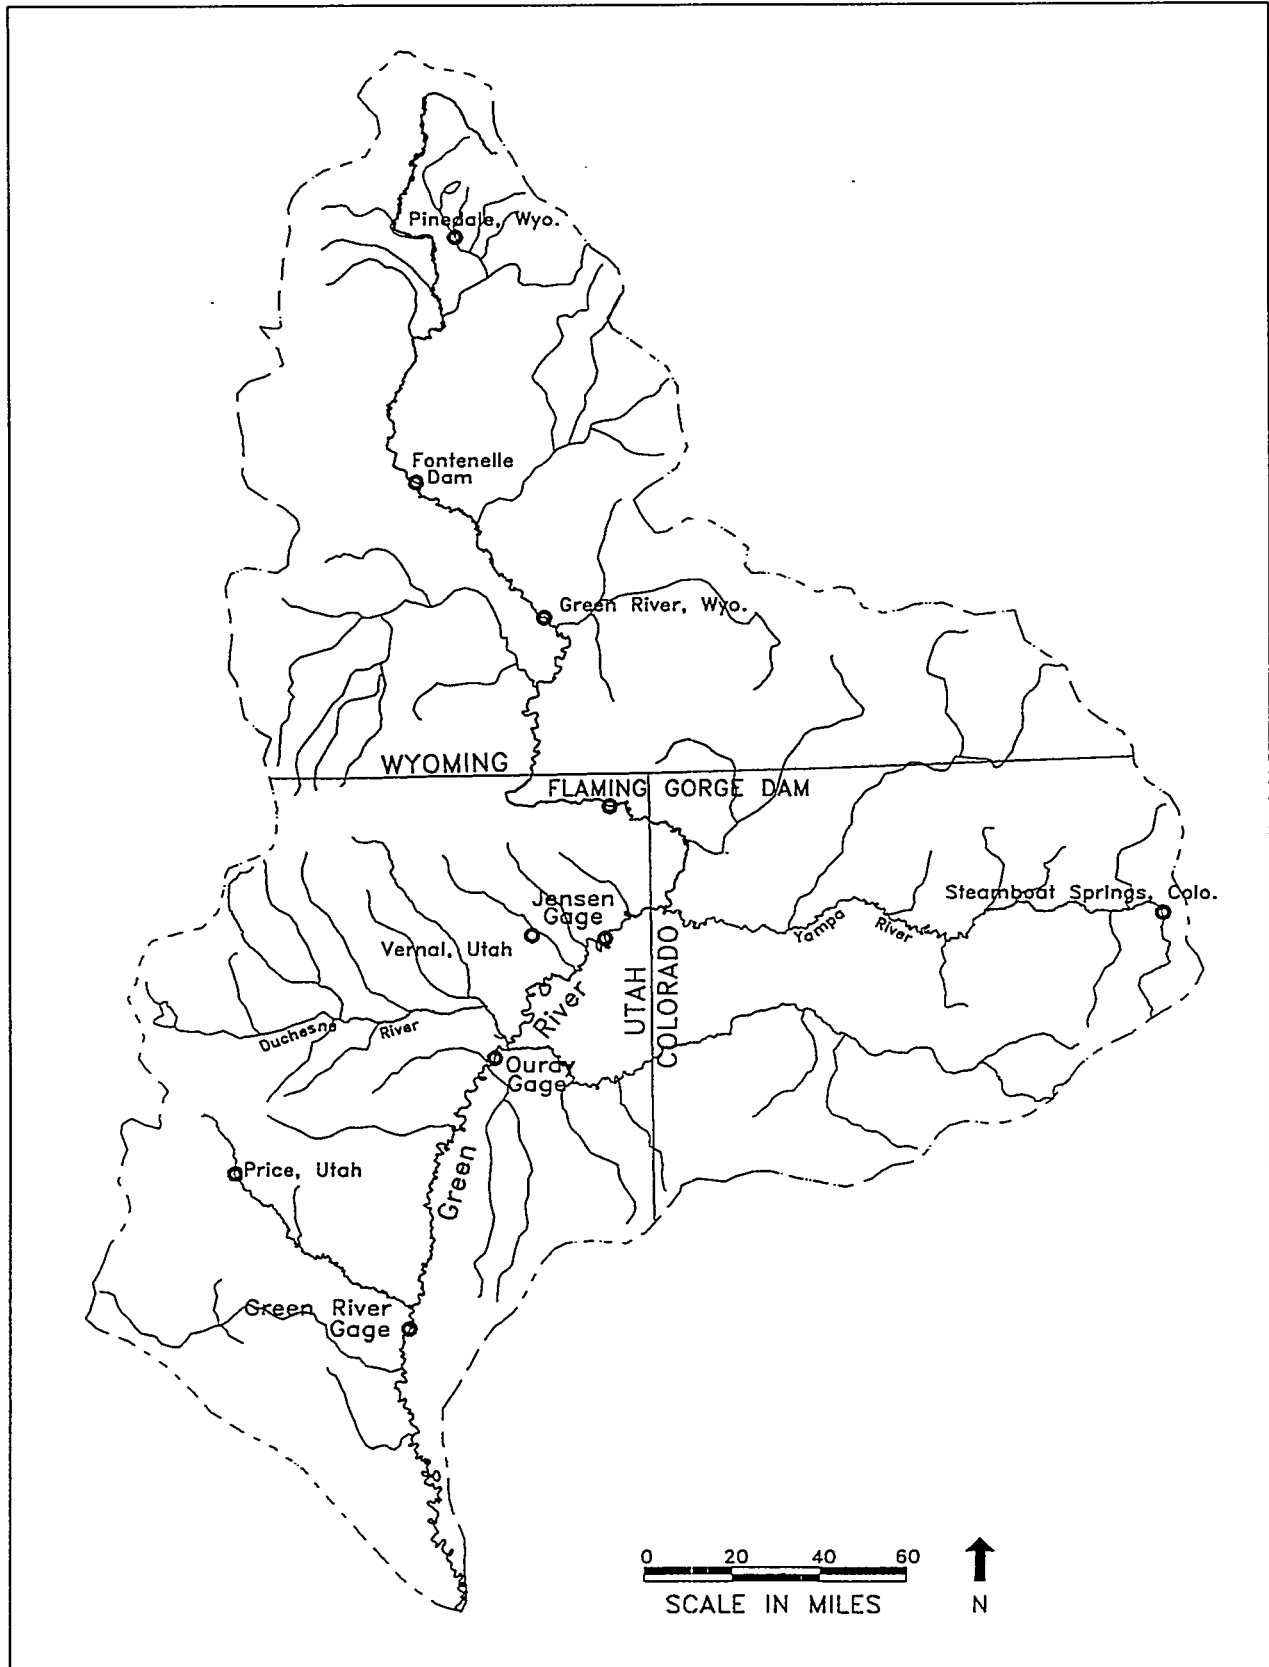 Pinedale, Wyo.
Fontenelle
Dam
Green River, Wyo.
WYOMING
FLAMING GORGE DAM
Steamboat Springs, Colo.
Jensen
Gage
Vernal, Utah
Yampa River
River
UTAH
COLORADO
Duchesne River
Ouray
Gage
Green
Price, Utah
Green River
Gage
0 20 40 60
SCALE IN MILES
N